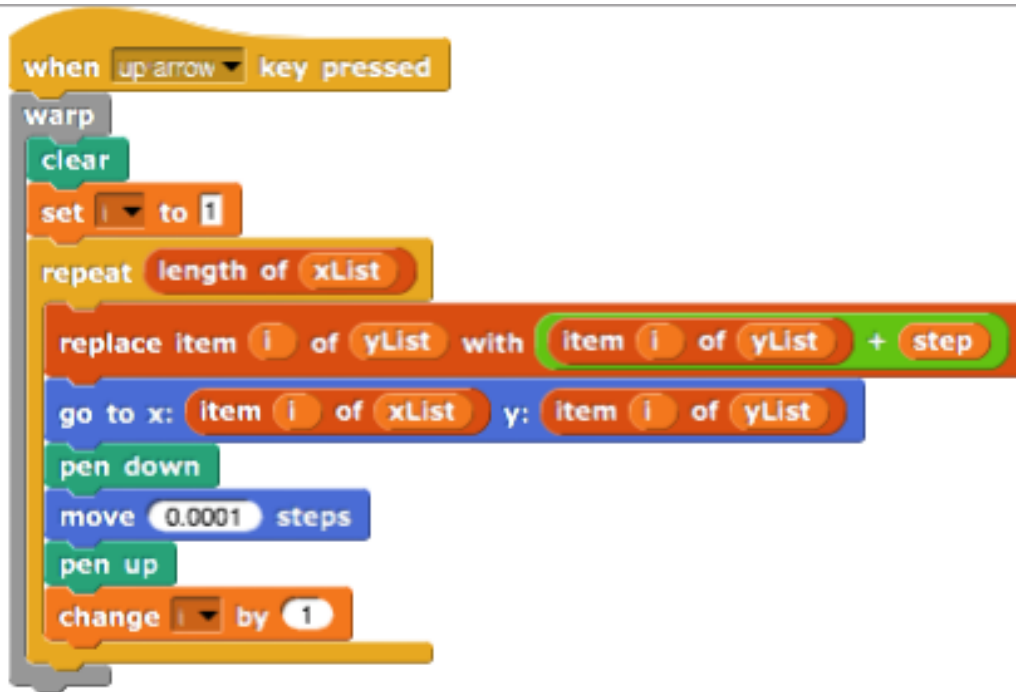 when up arrow key pressed
warp
clear
set i to 1
repeat length of xList
replace item i of yList with item i of yList + step
go to x: item i of xList y: item i of yList
pen down
move 0.0001 steps
pen up
change i by 1